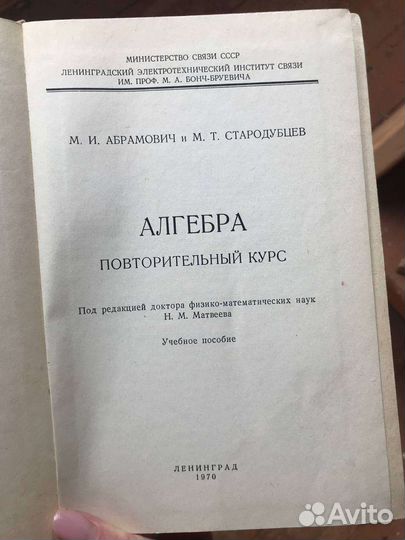 МИНИСТЕРСТВО СВЯЗИ СССР
ЛЕНИНГРАДСКИЙ ЭЛЕКТРОТЕХНИЧЕСКИЙ ИНСТИТУТ СВЯЗИ
ИМ. ПРОФ. М. А. БОНЧ-БРУЕВИЧА
М. И. АБРАМОВИЧ и М. Т. СТАРОДУБЦЕВ
АЛГЕБРА
ПОВТОРИТЕЛЬНЫЙ КУРС
Под редакцией доктора физико-математических наук
Н. М. Матвеева
Учебное пособие
ЛЕНИНГРАД
1970
Avito